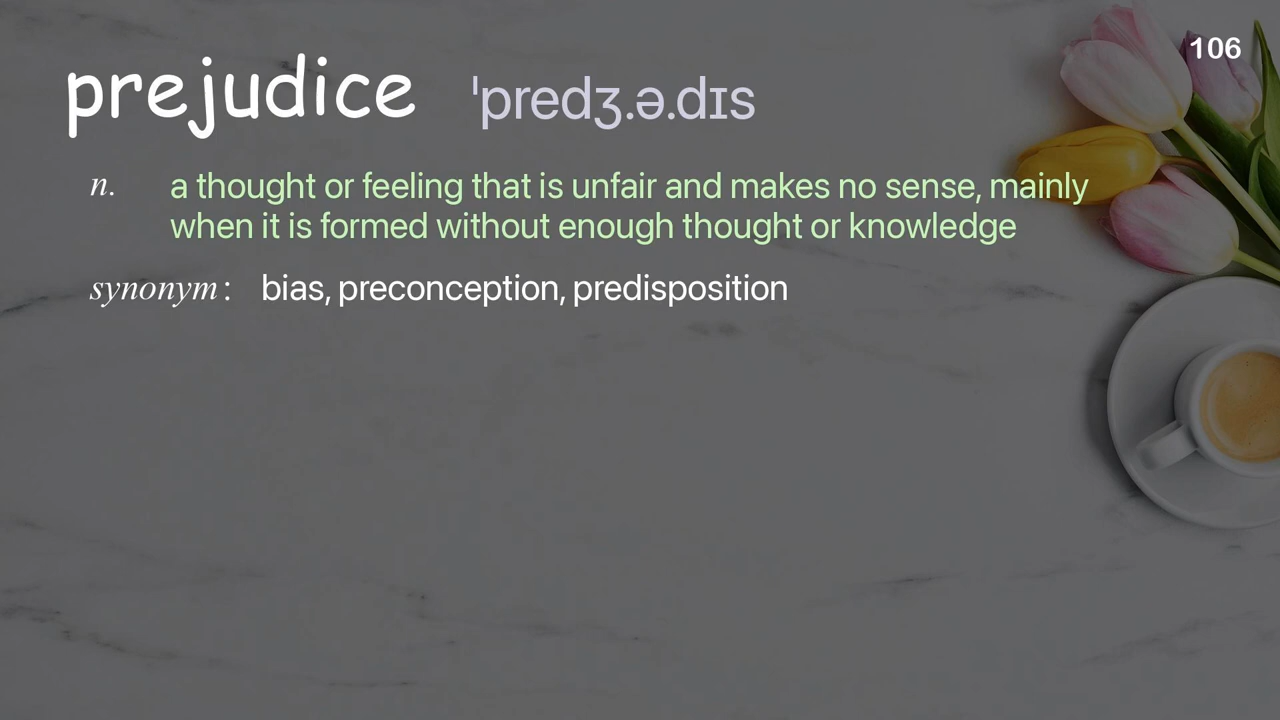 106
prejudice ˈpredʒ.ə.dɪs
n. a thought or feeling that is unfair and makes no sense, mainly
when it is formed without enough thought or knowledge
synonym: bias, preconception, predisposition